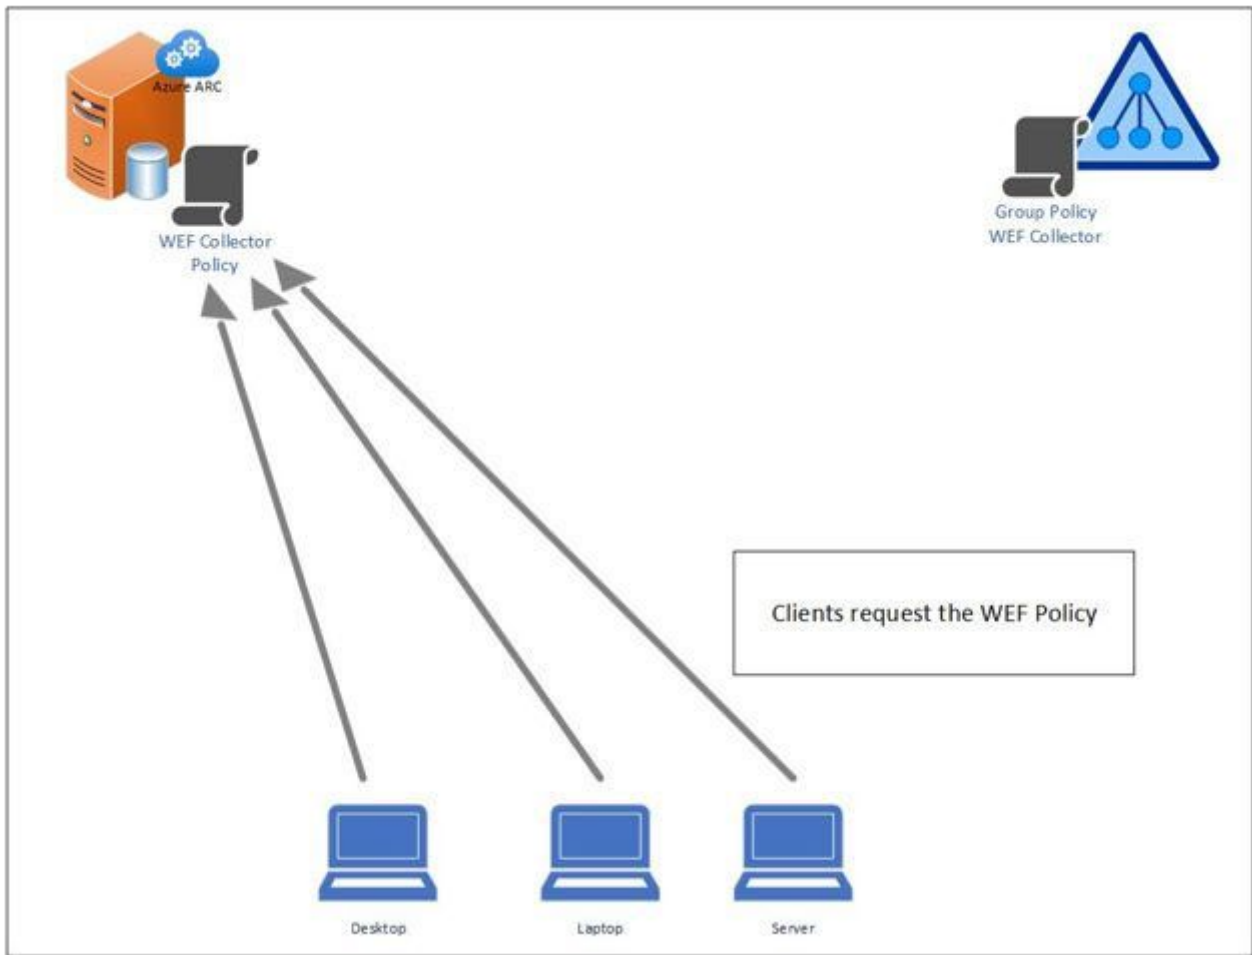 Azure ARC
WEF Collector
Policy
Group Policy
WEF Collector
Clients request the WEF Policy
Desktop
Laptop
Server